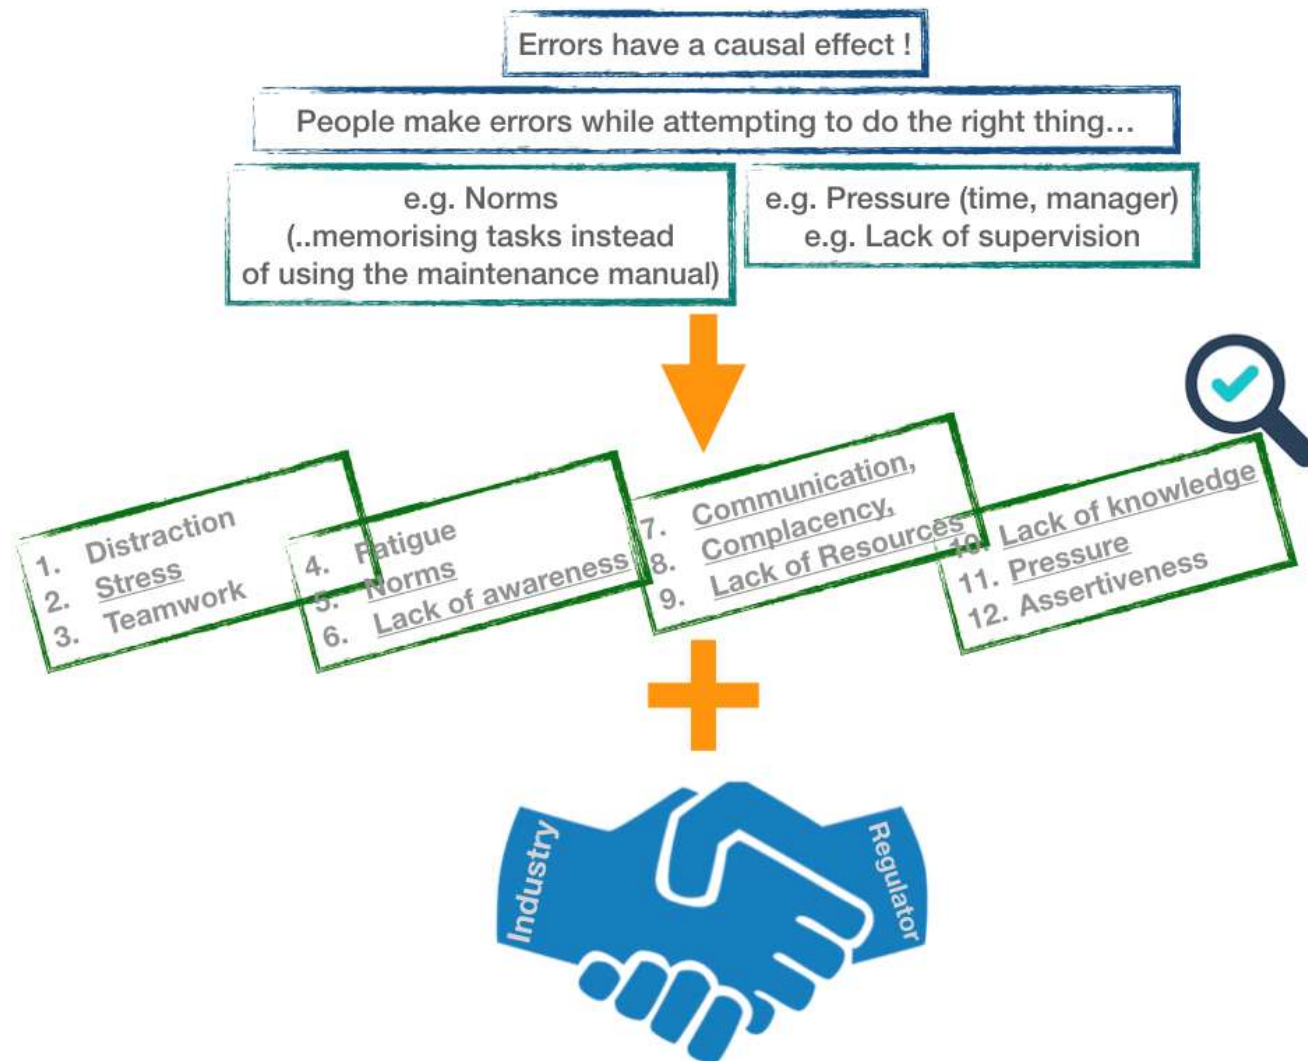 Errors have a causal effect !
People make errors while attempting to do the right thing…
e.g. Norms
(..memorising tasks instead
of using the maintenance manual)
e.g. Pressure (time, manager)
e.g. Lack of supervision
1. Distraction
2. Stress
3. Teamwork
4. Fatigue
5. Norms
6. Lack of awareness
7. Communication,
8. Complacency,
9. Lack of Resources
10. Lack of knowledge
11. Pressure
12. Assertiveness
Industry
Regulator